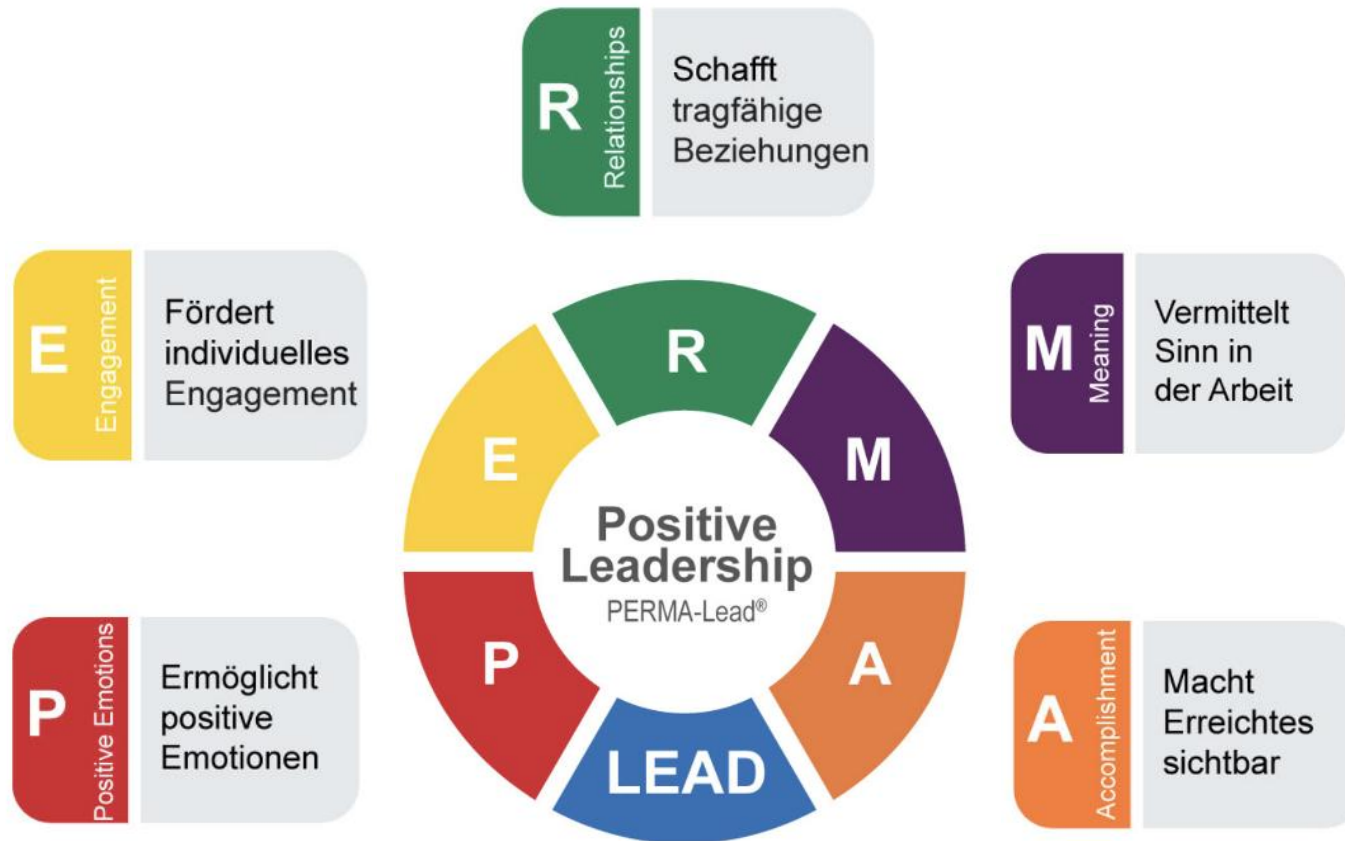 R
Relationships
Schafft
tragfähige
Beziehungen
E
Engagement
Fördert
individuelles
Engagement
M
Meaning
Vermittelt
Sinn in
der Arbeit
R
E
M
Positive
Leadership
PERMA-Lead®
P
A
LEAD
P
Positive Emotions
Ermöglicht
positive
Emotionen
A
Accomplishment
Macht
Erreichtes
sichtbar